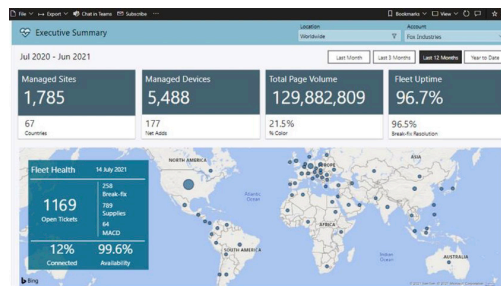 File Export Chat in Teams Subscribe ... Bookmarks View
Executive Summary
Location
Worldwide
Account
Fox Industries
Jul 2020 - Jun 2021
Last Month
Last 3 Months
Last 12 Months
Year to Date
Managed Sites
1,785
67
Countries
Managed Devices
5,488
177
Net Adds
Total Page Volume
129,882,809
21.5%
% Color
Fleet Uptime
96.7%
96.5%
Break-fix Resolution
Fleet Health 14 July 2021
1169
Open Tickets
258
Break-fix
789
Supplies
64
MACD
12%
Connected
99.6%
Availability
NORTH AMERICA
EUROPE
ASIA
Atlantic
Ocean
AFRICA
SOUTH AMERICA
Indian
Ocean
AUSTRALIA
Bing